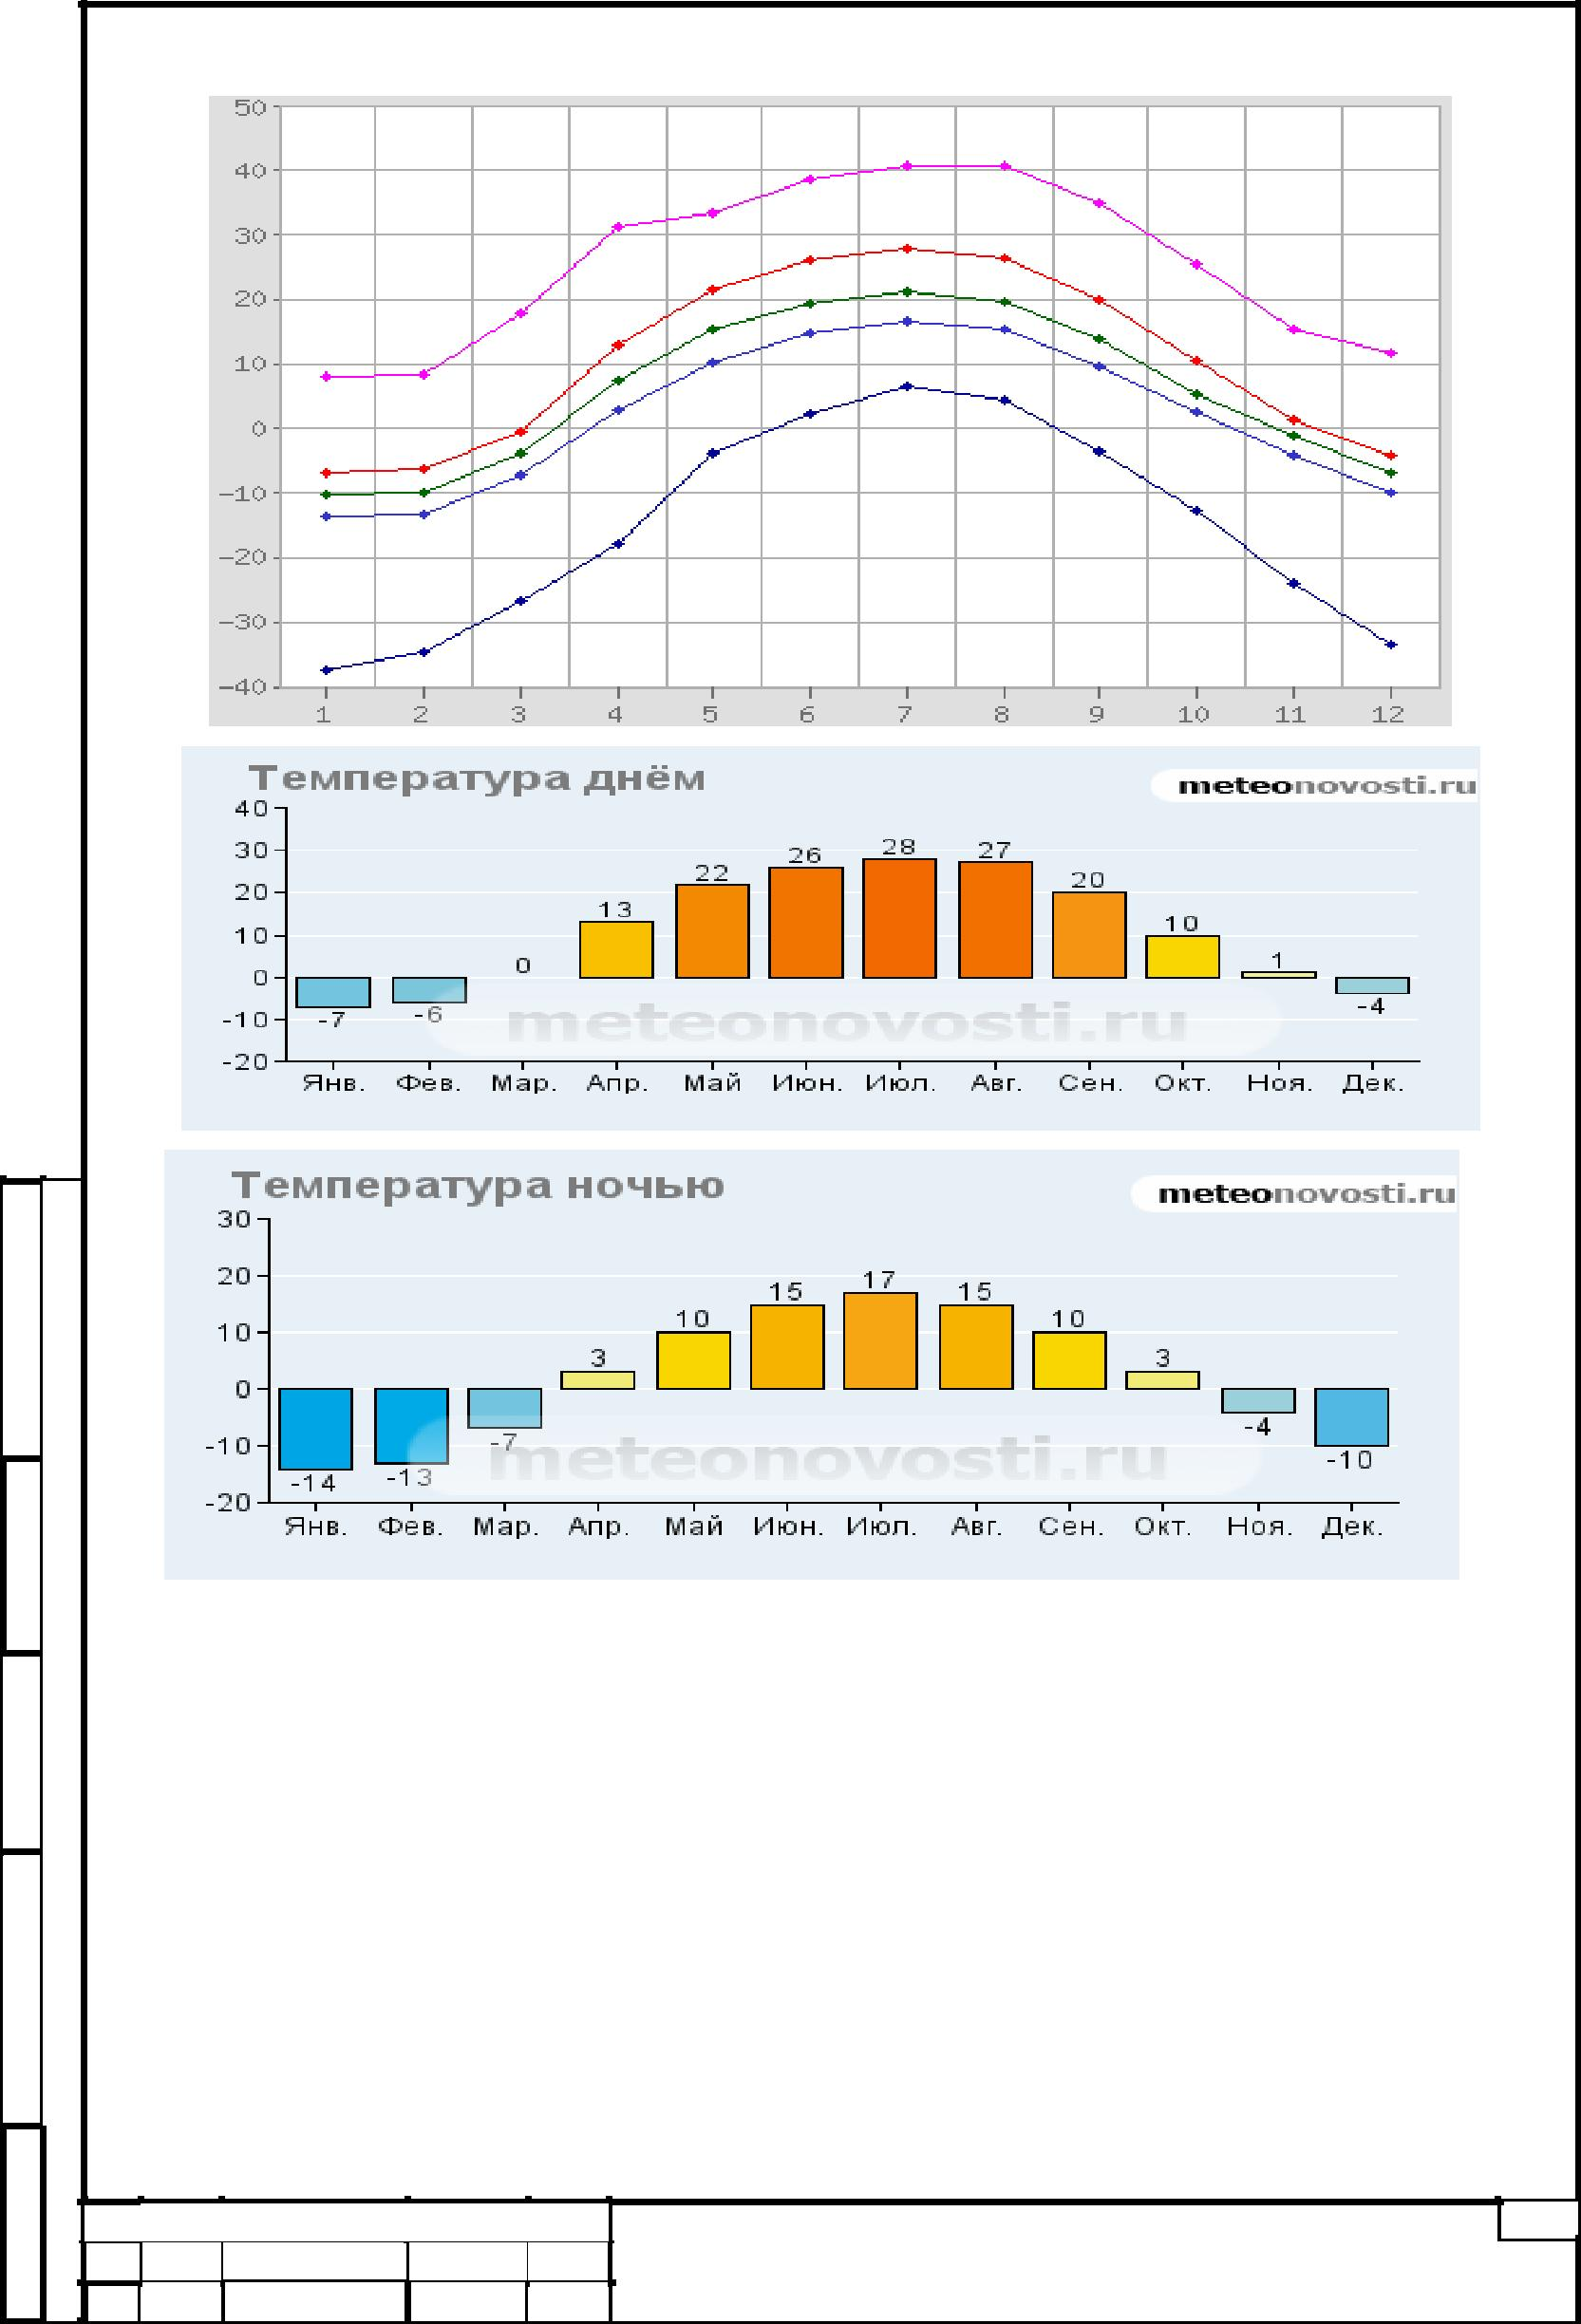 50
40
30
20
10
0
−10
−20
−30
−40
1 2 3 4 5 6 7 8 9 10 11 12
Температура днём
meteonovosti.ru
40
30
20
10
0
-10
-20
-7 -6 0 13 22 26 28 27 20 10 1 -4
meteonovosti.ru
Янв. Фев. Мар. Апр. Май Июн. Июл. Авг. Сен. Окт. Ноя. Дек.
Температура ночью
meteonovosti.ru
30
20
10
0
-10
-20
-14 -13 -7 3 10 15 17 15 10 3 -4 -10
meteonovosti.ru
Янв. Фев. Мар. Апр. Май Июн. Июл. Авг. Сен. Окт. Ноя. Дек.